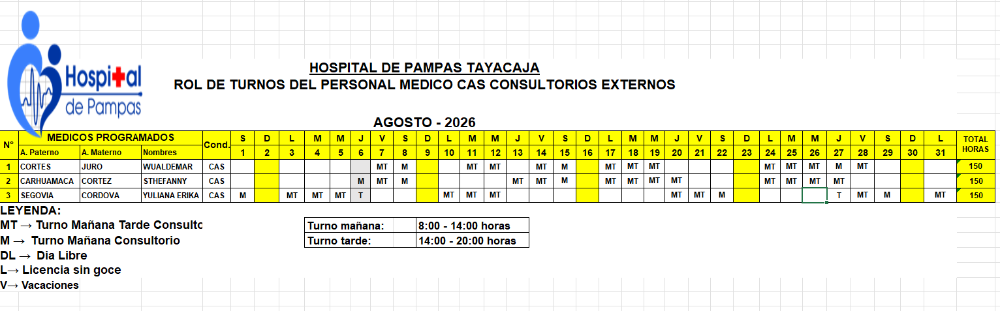 Hospital
de Pampas
HOSPITAL DE PAMPAS TAYACAJA
ROL DE TURNOS DEL PERSONAL MEDICO CAS CONSULTORIOS EXTERNOS
AGOSTO - 2026
N° MEDICOS PROGRAMADOS Cond. S D L M M J V S D L M M J V S D L M M J V S D L M M J V S D L TOTAL HORAS
A. Paterno A. Materno Nombres 1 2 3 4 5 6 7 8 9 10 11 12 13 14 15 16 17 18 19 20 21 22 23 24 25 26 27 28 29 30 31
1 CORTES JURO WUALDEMAR CAS MT M MT MT MT M MT MT MT MT MT MT M MT 150
2 CARHUAMACA CORTEZ STHEFANNY CAS M MT M MT MT M MT MT MT MT MT MT MT MT 150
3 SEGOVIA CORDOVA YULIANA ERIKA CAS M MT MT MT T MT MT MT MT MT M T MT M MT 150
LEYENDA:
MT → Turno Mañana Tarde Consulto
M → Turno Mañana Consultorio
DL → Dia Libre
L→ Licencia sin goce
V→ Vacaciones
Turno mañana: 8:00 - 14:00 horas
Turno tarde: 14:00 - 20:00 horas